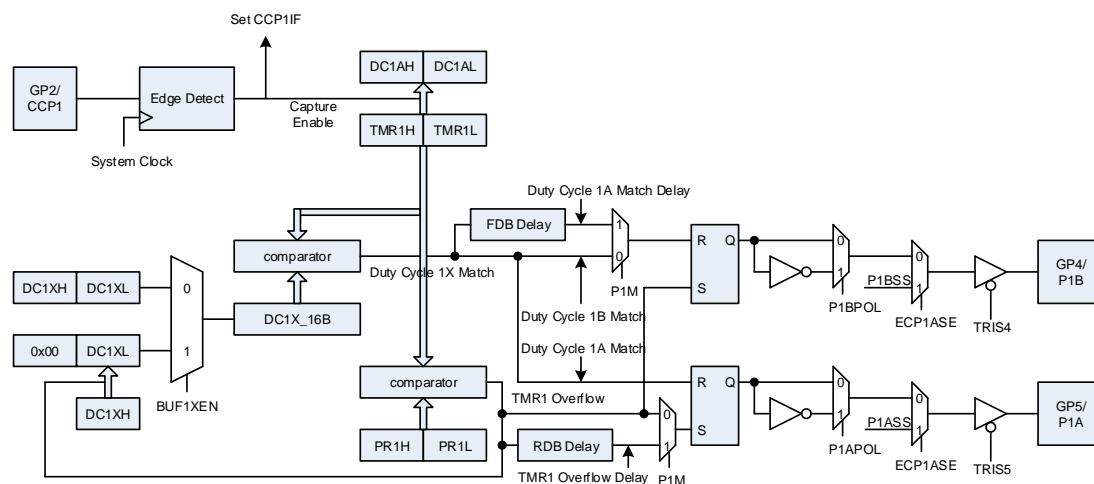 Set CCP1IF
DC1AH DC1AL
GP2/
CCP1
Edge Detect
Capture
Enable
TMR1H TMR1L
System Clock
Duty Cycle 1A Match Delay
FDB Delay
1
0
R Q
S
0
1
P1BSS
0
1
GP4/
P1B
comparator
Duty Cycle 1X Match
P1M
P1BPOL
ECP1ASE
TRIS4
DC1XH DC1XL
0
DC1X_16B
Duty Cycle 1B Match
0x00 DC1XL
1
Duty Cycle 1A Match
comparator
TMR1 Overflow
R Q
S
0
1
P1ASS
0
1
GP5/
P1A
BUF1XEN
DC1XH
0
1
PR1H PR1L
RDB Delay
P1APOL
ECP1ASE
TRIS5
TMR1 Overflow Delay
P1M